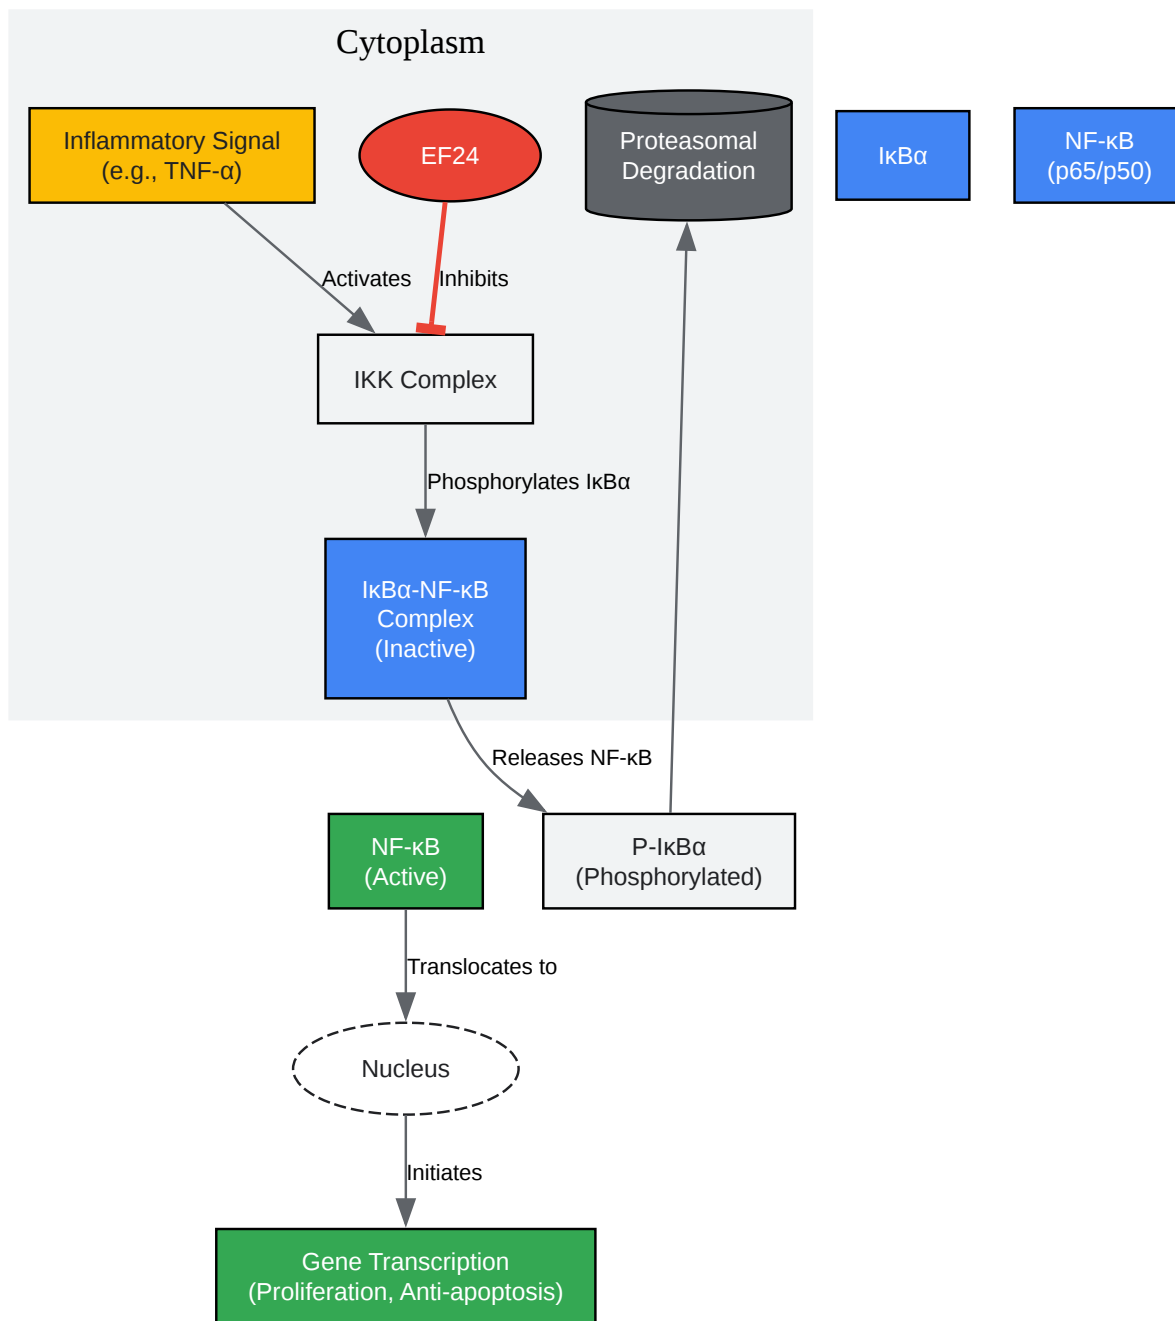 Cytoplasm
Inflammatory Signal
(e.g., TNF-α)
EF24
Proteasomal
Degradation
IκBα
NF-κB
(p65/p50)
Activates
Inhibits
IKK Complex
Phosphorylates IκBα
IκBα-NF-κB
Complex
(Inactive)
Releases NF-κB
NF-κB
(Active)
P-IκBα
(Phosphorylated)
Translocates to
Nucleus
Initiates
Gene Transcription
(Proliferation, Anti-apoptosis)